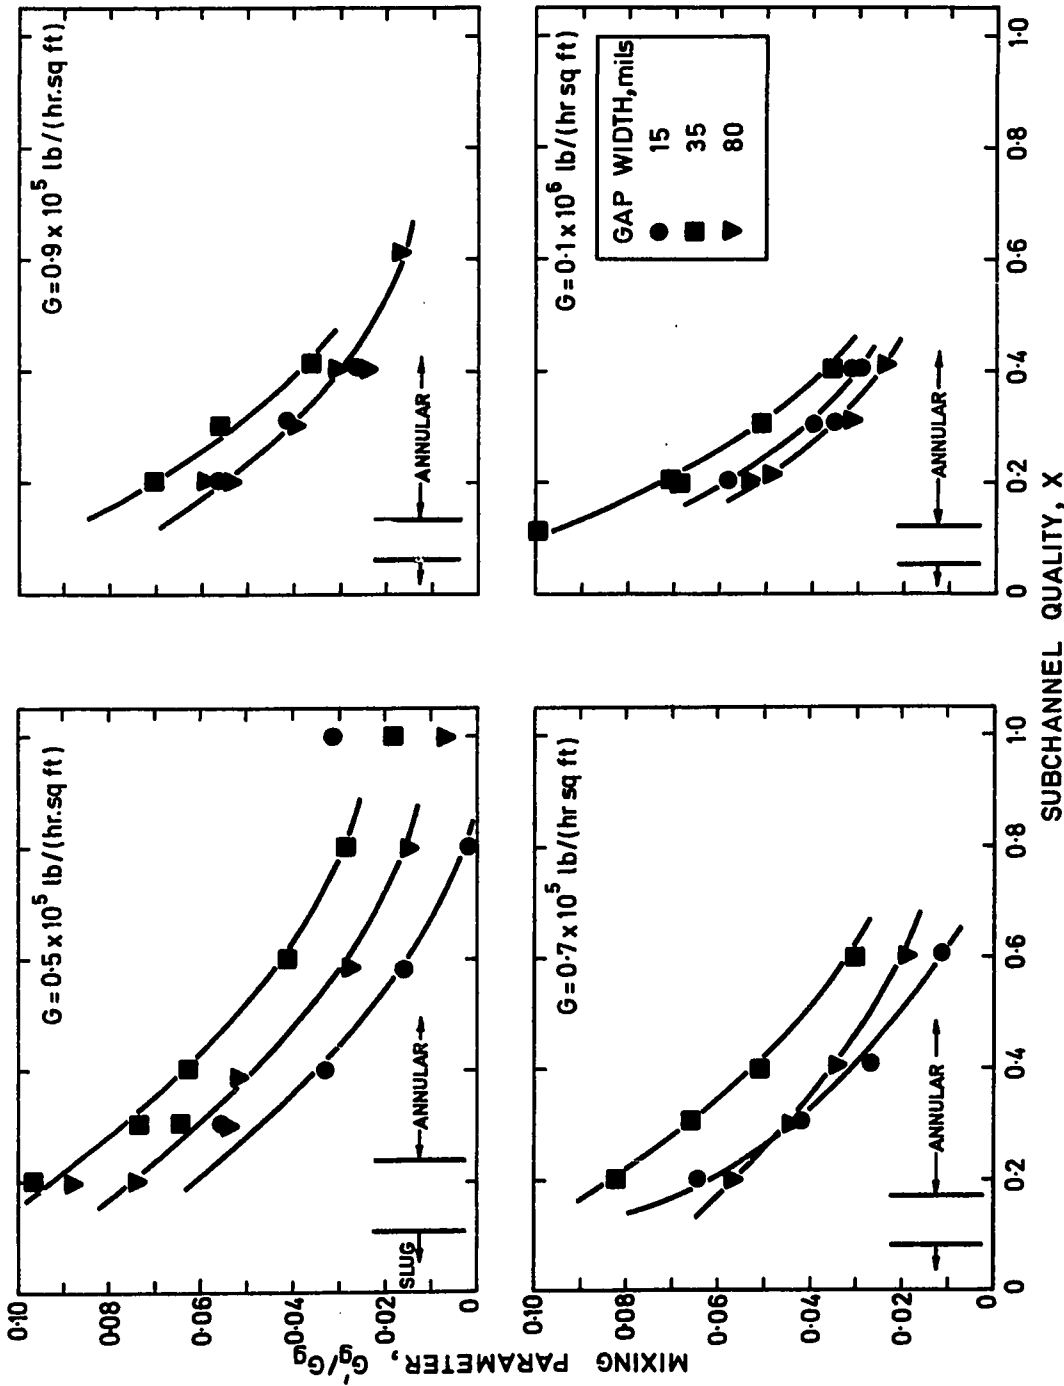 G=0·5 x 10⁵ lb/(hr.sq ft)
0·10
0·06
0·04
0·02
0
SLUG
ANNULAR
G=0·9 x 10⁵ lb/(hr.sq ft)
ANNULAR
MIXING PARAMETER, G'g/Gg
G=0·7 x 10⁵ lb/(hr sq ft)
0·10
0·08
0·06
0·04
0·02
0
ANNULAR
0
0·2
0·4
0·6
0·8
1·0
G=0·1 x 10⁶ lb/(hr sq ft)
GAP WIDTH, mils
15
35
80
ANNULAR
0
0·2
0·4
0·6
0·8
1·0
SUBCHANNEL QUALITY, X